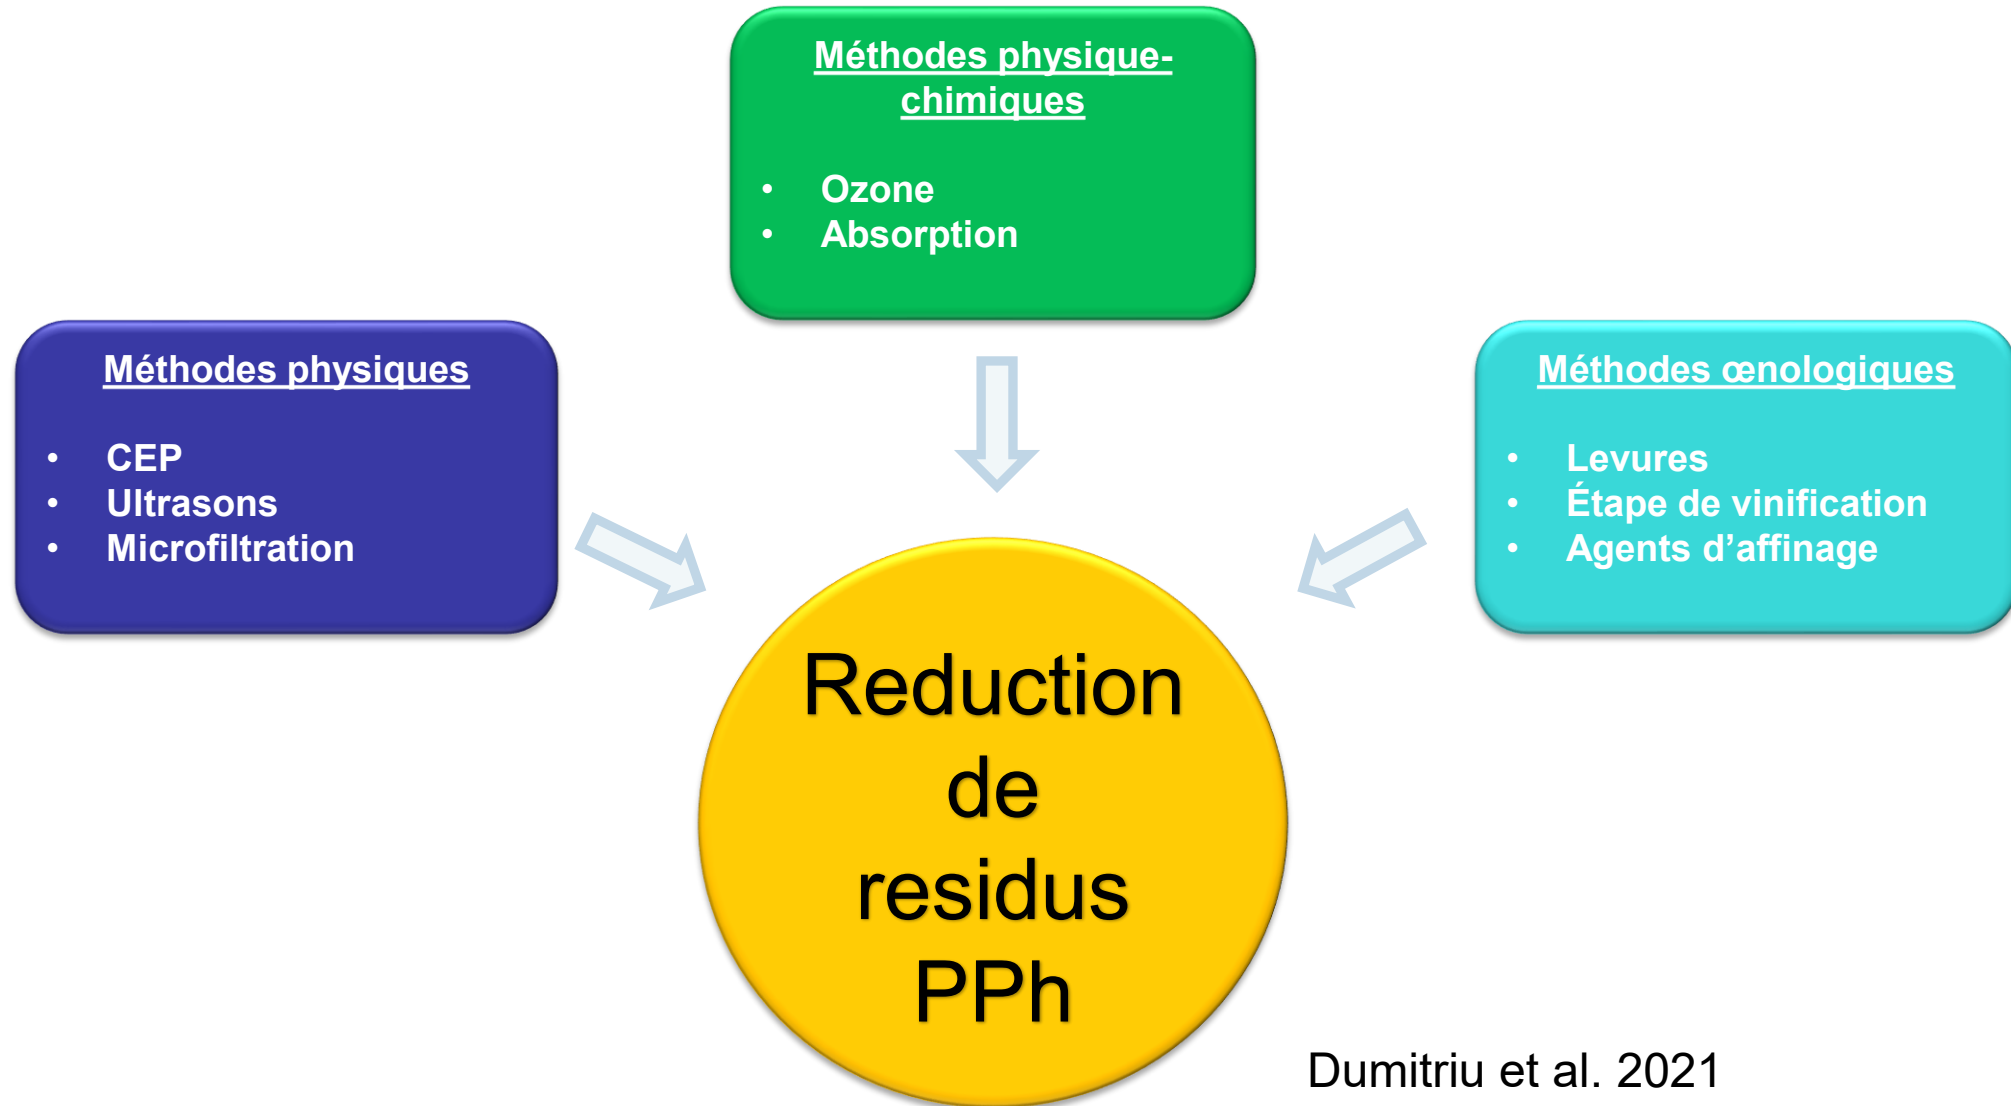 Méthodes physique-
chimiques
• Ozone
• Absorption
Méthodes physiques
• CEP
• Ultrasons
• Microfiltration
Méthodes œnologiques
• Levures
• Étape de vinification
• Agents d’affinage
Reduction
de
residus
PPh
Dumitriu et al. 2021